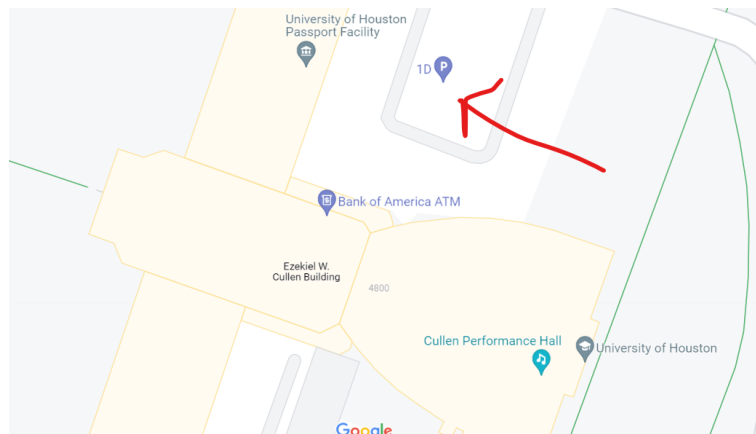 University of Houston
Passport Facility
1D
P
Bank of America ATM
$
Ezekiel W.
Cullen Building
4800
Cullen Performance Hall
University of Houston
Google